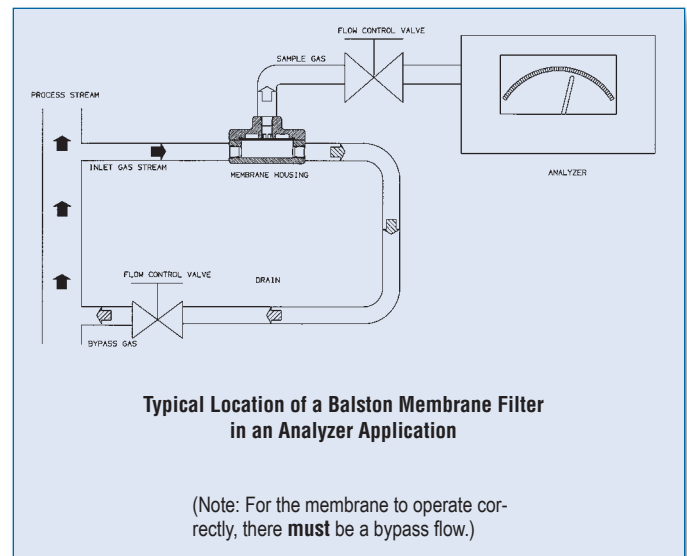 FLOW CONTROL VALVE
SAMPLE GAS
PROCESS STREAM
INLET GAS STREAM
MEMBRANE HOUSING
ANALYZER
FLOW CONTROL VALVE
DRAIN
BYPASS GAS
Typical Location of a Balston Membrane Filter
in an Analyzer Application
(Note: For the membrane to operate cor-
rectly, there must be a bypass flow.)